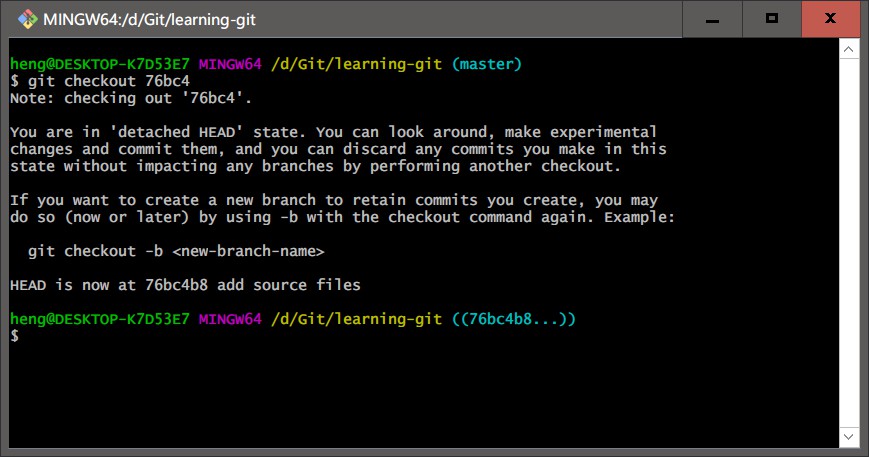 MINGW64:/d/Git/learning-git
heng@DESKTOP-K7D53E7 MINGW64 /d/Git/learning-git (master)
$ git checkout 76bc4
Note: checking out '76bc4'.
You are in 'detached HEAD' state. You can look around, make experimental
changes and commit them, and you can discard any commits you make in this
state without impacting any branches by performing another checkout.
If you want to create a new branch to retain commits you create, you may
do so (now or later) by using -b with the checkout command again. Example:
git checkout -b <new-branch-name>
HEAD is now at 76bc4b8 add source files
heng@DESKTOP-K7D53E7 MINGW64 /d/Git/learning-git ((76bc4b8...))
$